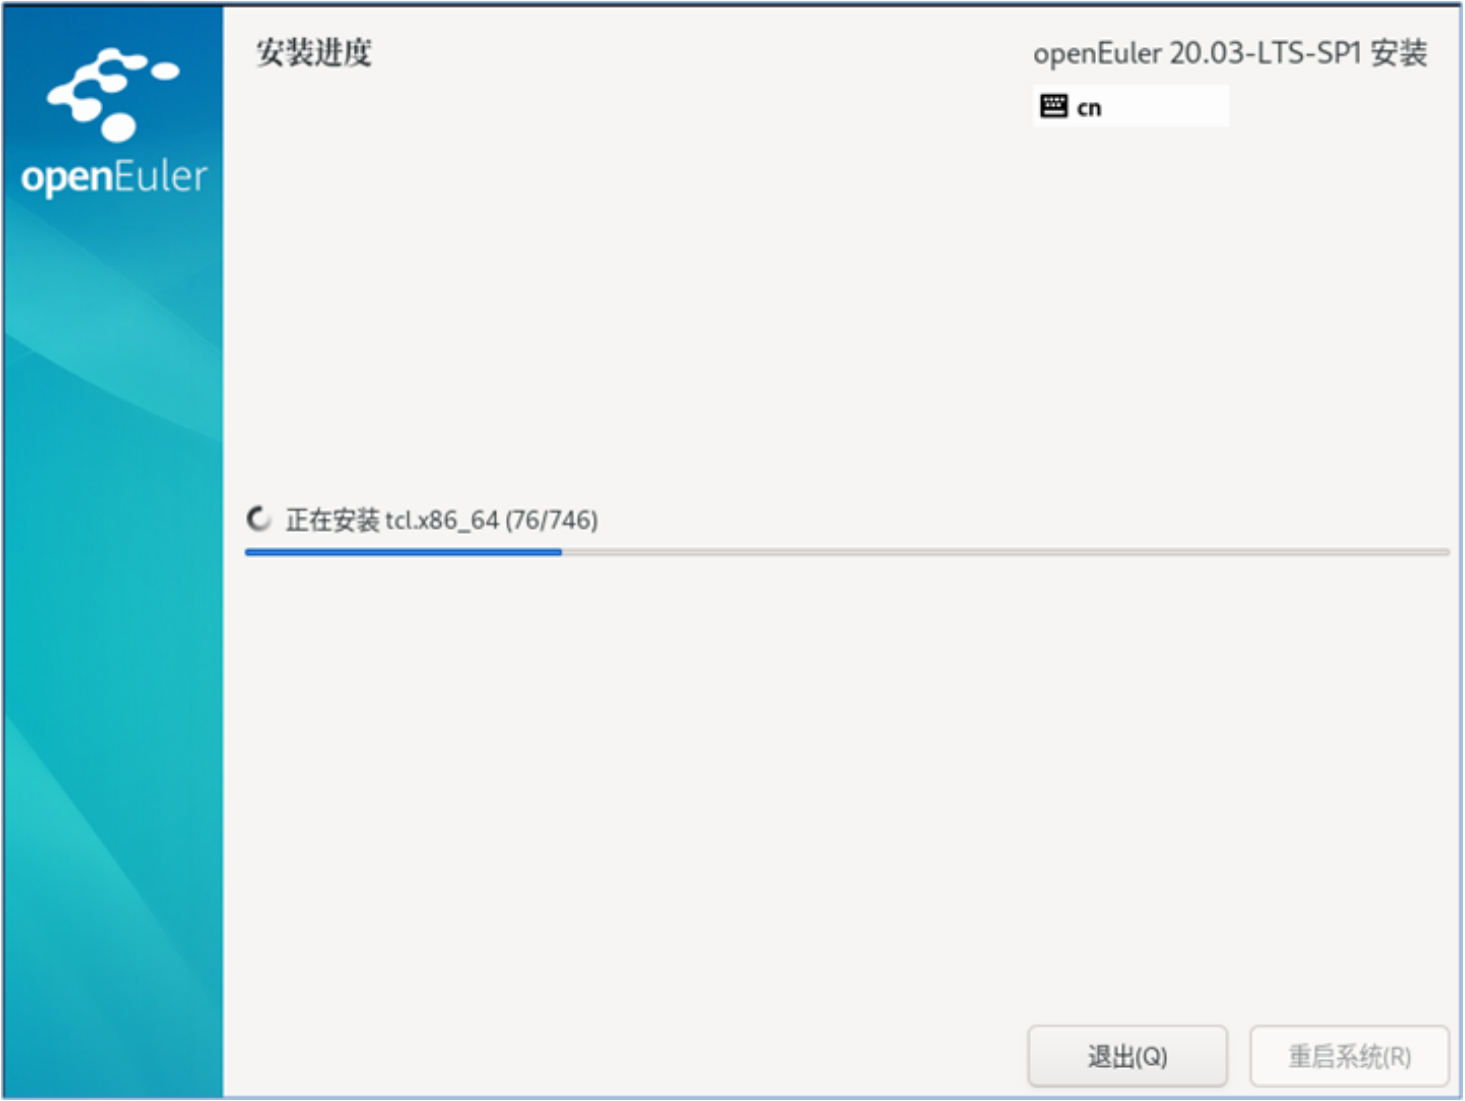 openEuler
安装进度
openEuler 20.03-LTS-SP1 安装
cn
正在安装 tcl.x86_64 (76/746)
退出(Q)
重启系统(R)